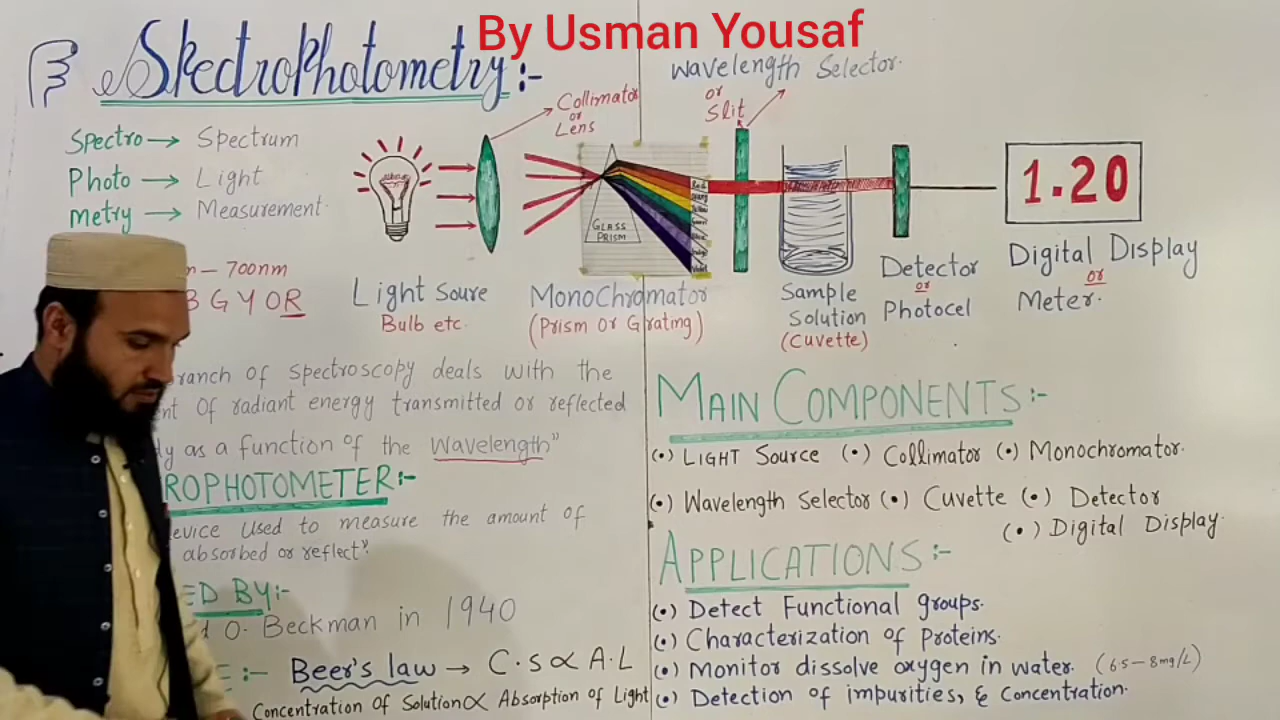 By Usman Yousaf
Spectrophotometry:-
Spectro → Spectrum
Photo → Light
metry → Measurement
n – 700nm
B G Y O R
Collimator
or
Lens
Wavelength Selector.
or
Slit
GLASS
PRISM
1.20
Light Soure
Bulb etc.
MonoChromator
(Prism Or Grating)
Sample
Solution
(Cuvette)
Detector
or
Photocel
Digital Display
or
Meter.
ranch of spectroscopy deals with the
nt Of radiant energy transmitted or reflected
dy as a function of the Wavelength"
ROPHOTOMETER:-
evice Used to measure the amount of
absorbed or reflect".
ED BY:-
d O. Beckman in 1940
E :- Beer's law → C.S ∝ A.L
Concentration Of Solution ∝ Absorption of Light
MAIN COMPONENTS:-
(•) LIGHT Source (•) Collimator (•) Monochromator.
(•) Wavelength Selector (•) Cuvette (•) Detector
(•) Digital Display.
APPLICATIONS:-
(•) Detect Functional groups.
(•) Characterization of Proteins.
(•) Monitor dissolve oxygen in water. (6.5 – 8mg/L)
(•) Detection of impurities, & Concentration.